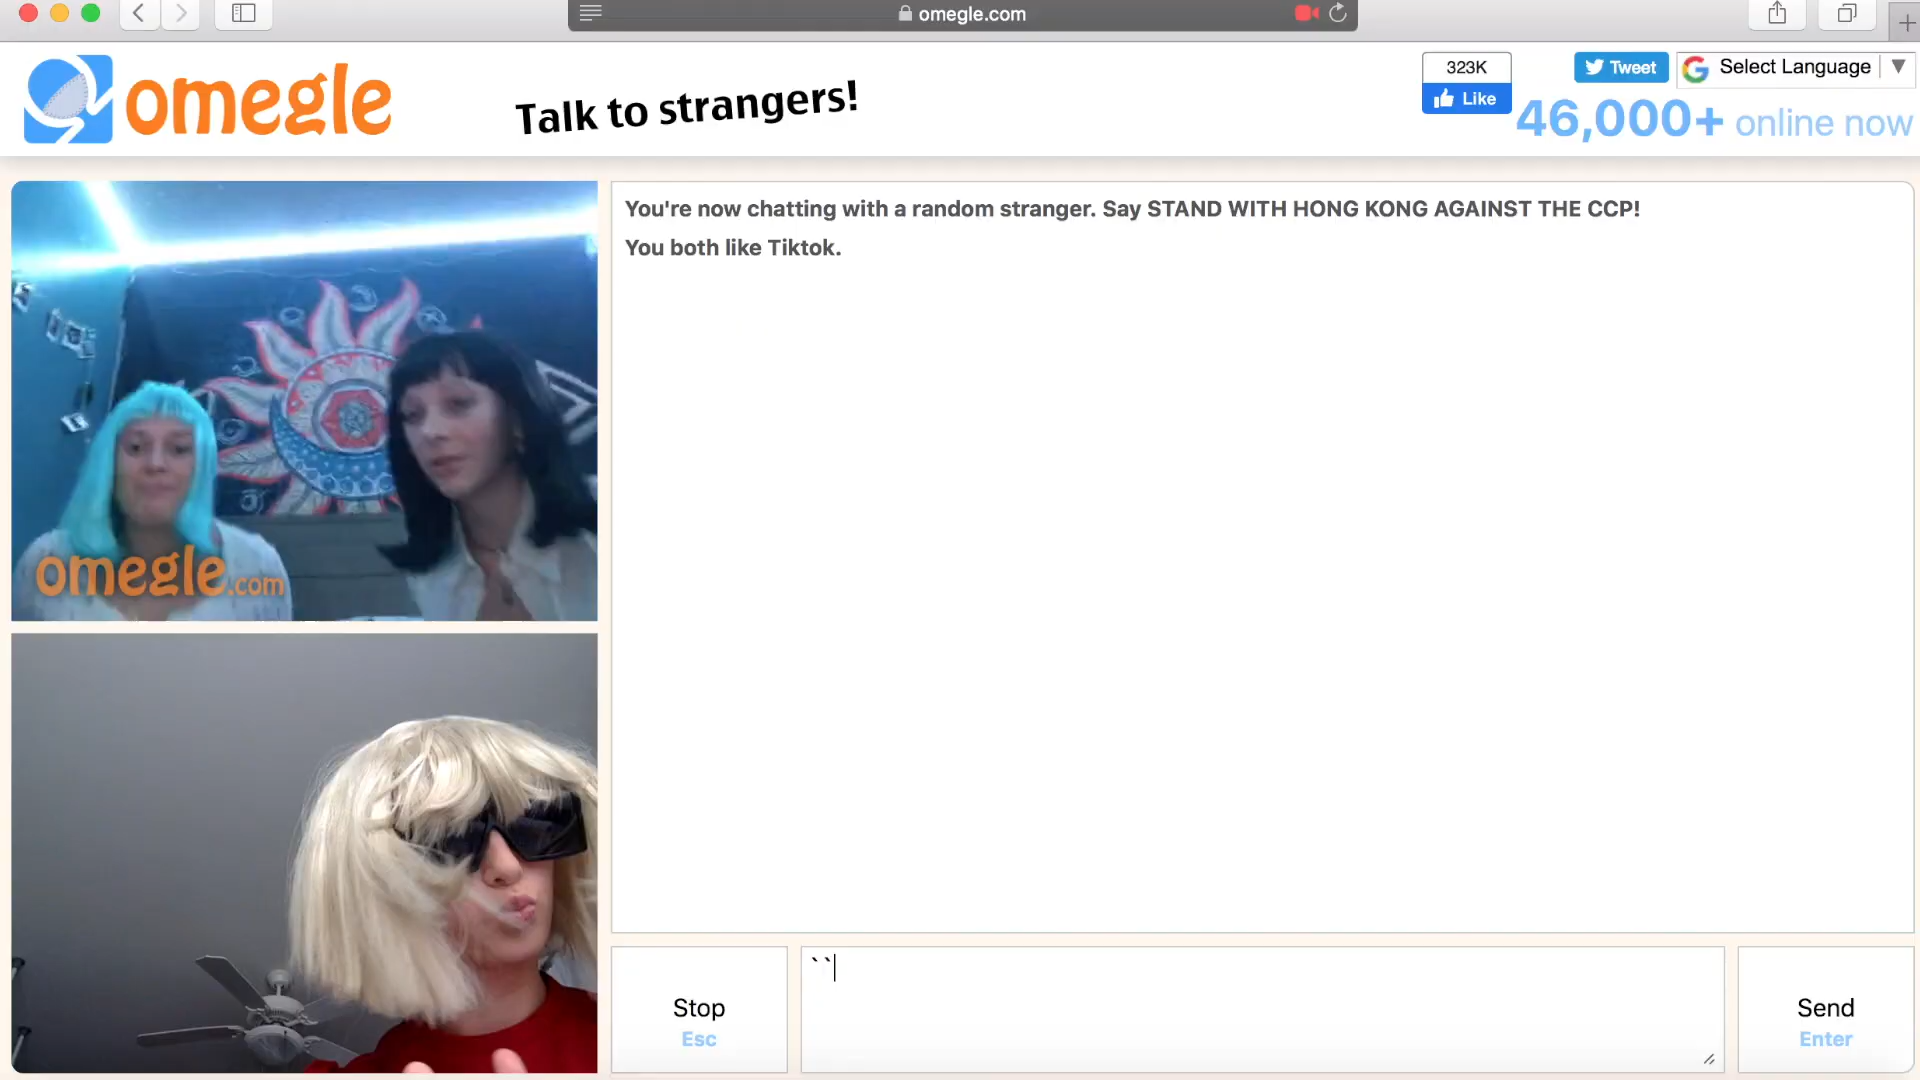 omegle.com
omegle
Talk to strangers!
323K
Like
Tweet
Select Language
46,000+ online now
You're now chatting with a random stranger. Say STAND WITH HONG KONG AGAINST THE CCP!
You both like Tiktok.
omegle.com
``
Stop
Esc
Send
Enter